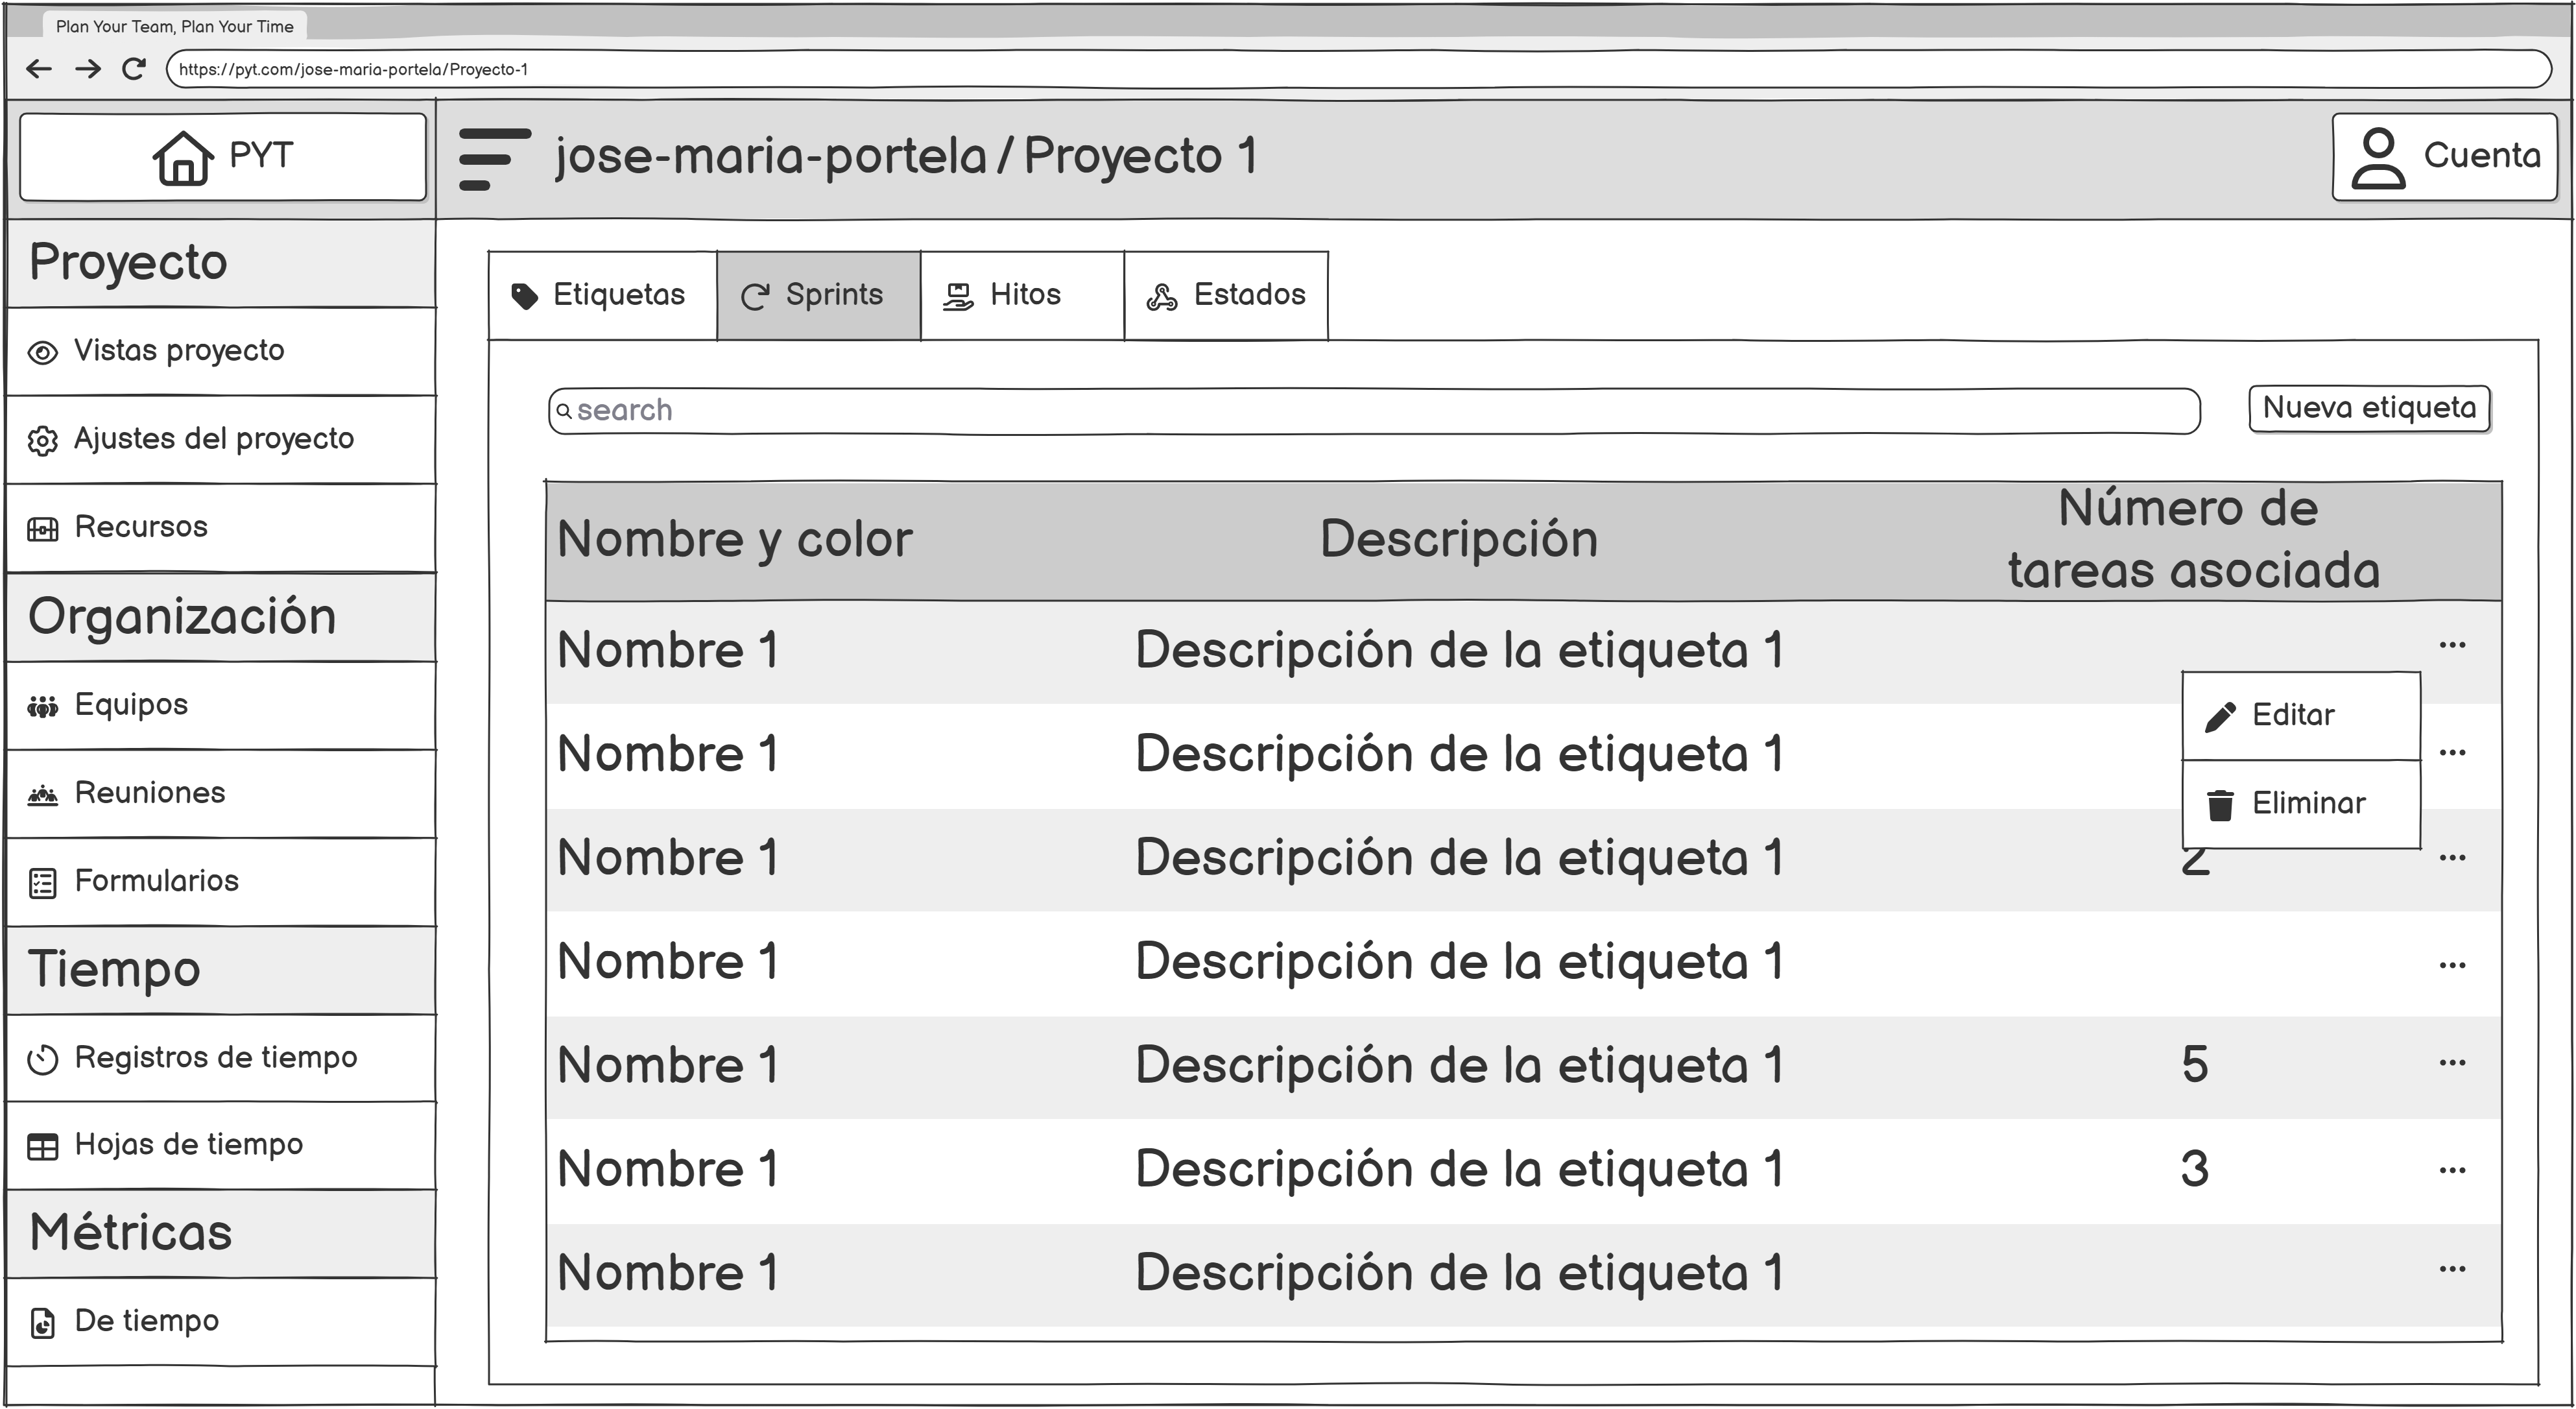 Plan Your Team, Plan Your Time
https://pyt.com/jose-maria-portela/Proyecto-1
PYT
jose-maria-portela / Proyecto 1
Cuenta
Proyecto
Vistas proyecto
Ajustes del proyecto
Recursos
Organización
Equipos
Reuniones
Formularios
Tiempo
Registros de tiempo
Hojas de tiempo
Métricas
De tiempo
Etiquetas
Sprints
Hitos
Estados
search
Nueva etiqueta
Nombre y color
Descripción
Número de
tareas asociada
Nombre 1 Descripción de la etiqueta 1 ...
Editar
Nombre 1 Descripción de la etiqueta 1 ...
Eliminar
Nombre 1 Descripción de la etiqueta 1 2 ...
Nombre 1 Descripción de la etiqueta 1 ...
Nombre 1 Descripción de la etiqueta 1 5 ...
Nombre 1 Descripción de la etiqueta 1 3 ...
Nombre 1 Descripción de la etiqueta 1 ...